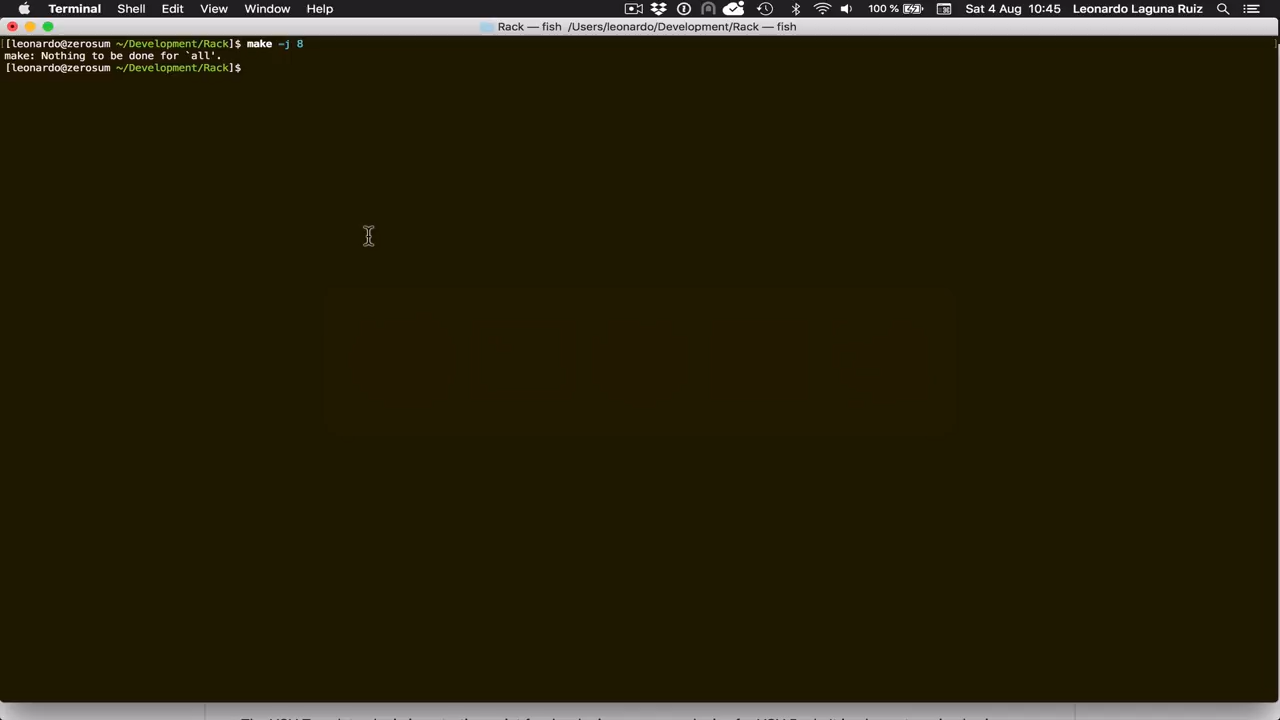 Terminal Shell Edit View Window Help 100 % Sat 4 Aug 10:45 Leonardo Laguna Ruiz
Rack — fish /Users/leonardo/Development/Rack — fish
[leonardo@zerosum ~/Development/Rack]$ make -j 8
make: Nothing to be done for `all'.
[leonardo@zerosum ~/Development/Rack]$